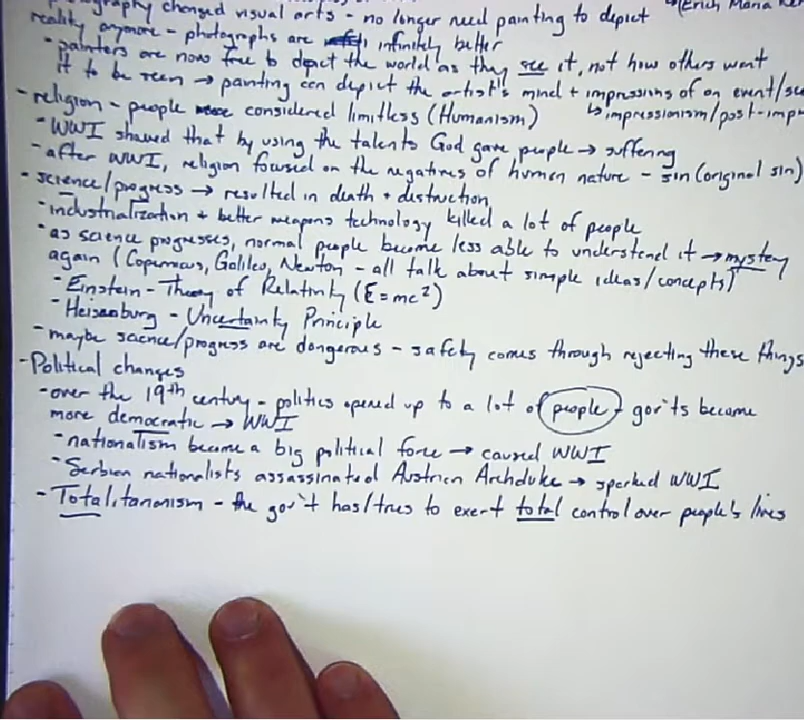 graphy changed visual arts - no longer need painting to depict (Erich Maria
reality anymore - photographs are infinitely better
- painters are now free to depict the world as they see it, not how others want
it to be seen → painting can depict the artist's mind + impressions of an event/
↳ impressionism/post-imp
- religion - people considered limitless (Humanism)
- WWI showed that by using the talents God gave people → suffering
- after WWI, religion focused on the negatives of human nature - sin (original sin)
- science/progress → resulted in death + distruction
- industrialization + better weapons technology killed a lot of people
- as science progresses, normal people become less able to understand it → mystery
again (Copernicus, Galileo, Newton - all talk about simple ideas/concepts)
- Einstein - Theory of Relativity (E=mc²)
- Heisenburg - Uncertainty Principle
- maybe science/progress are dangerous - safety comes through rejecting these things
- Political changes
- over the 19th century - politics opened up to a lot of people + gov'ts become
more democratic → WWI
- nationalism became a big political force → caused WWI
- Serbian nationalists assassinated Austrian Archduke → sparked WWI
- Totalitarianism - the gov't has/tries to exert total control over people's lives